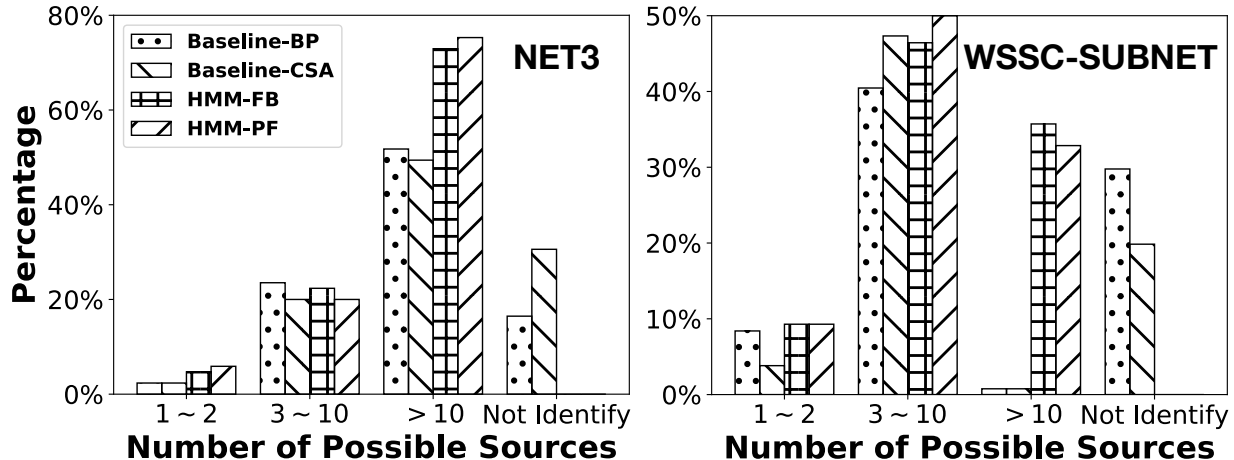 80%
60%
40%
20%
0%
Percentage
Baseline-BP
Baseline-CSA
HMM-FB
HMM-PF
NET3
1 ~ 2
3 ~ 10
> 10
Not Identify
Number of Possible Sources
50%
40%
30%
20%
10%
0%
WSSC-SUBNET
1 ~ 2
3 ~ 10
>10
Not Identify
Number of Possible Sources